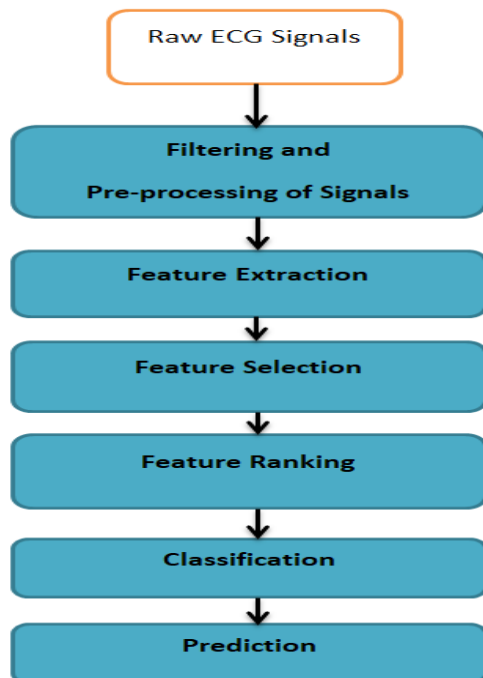 Raw ECG Signals
Filtering and
Pre-processing of Signals
Feature Extraction
Feature Selection
Feature Ranking
Classification
Prediction